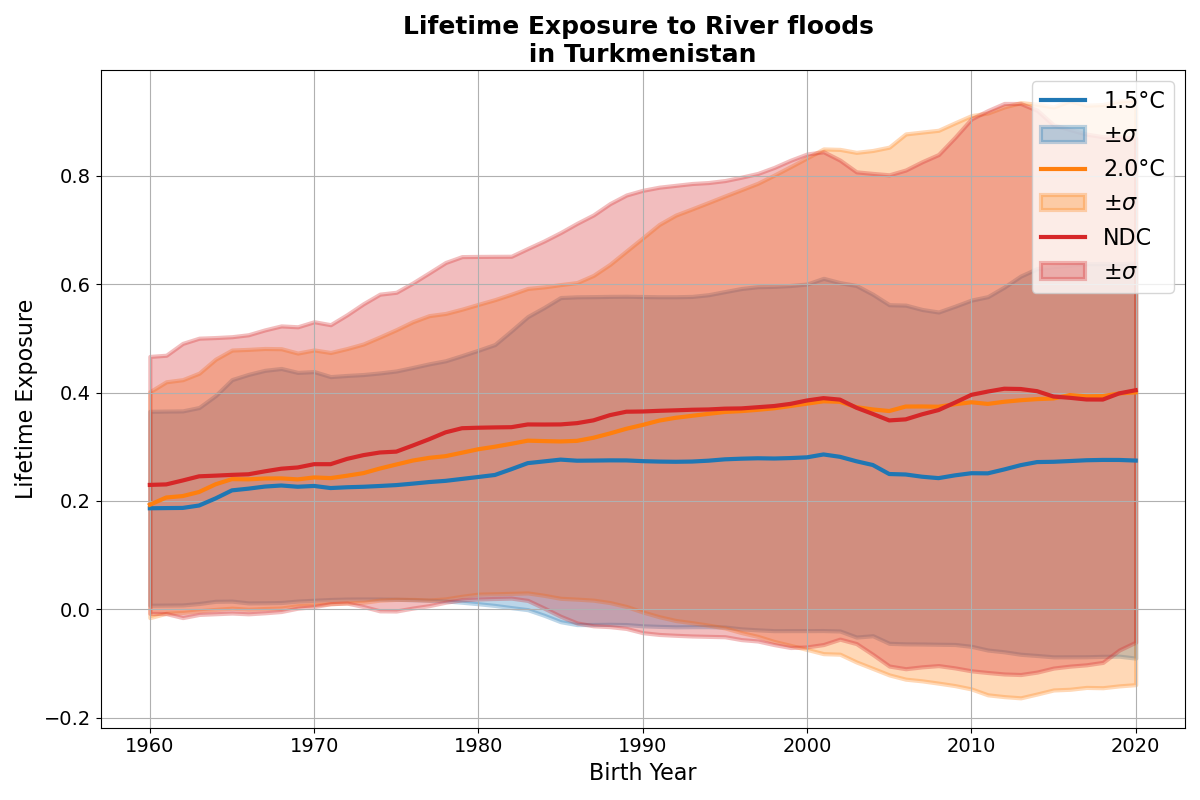 Lifetime Exposure to River floods
in Turkmenistan
Lifetime Exposure
0.8
0.6
0.4
0.2
0.0
−0.2
1960
1970
1980
1990
2000
2010
2020
Birth Year
1.5°C
±σ
2.0°C
±σ
NDC
±σ